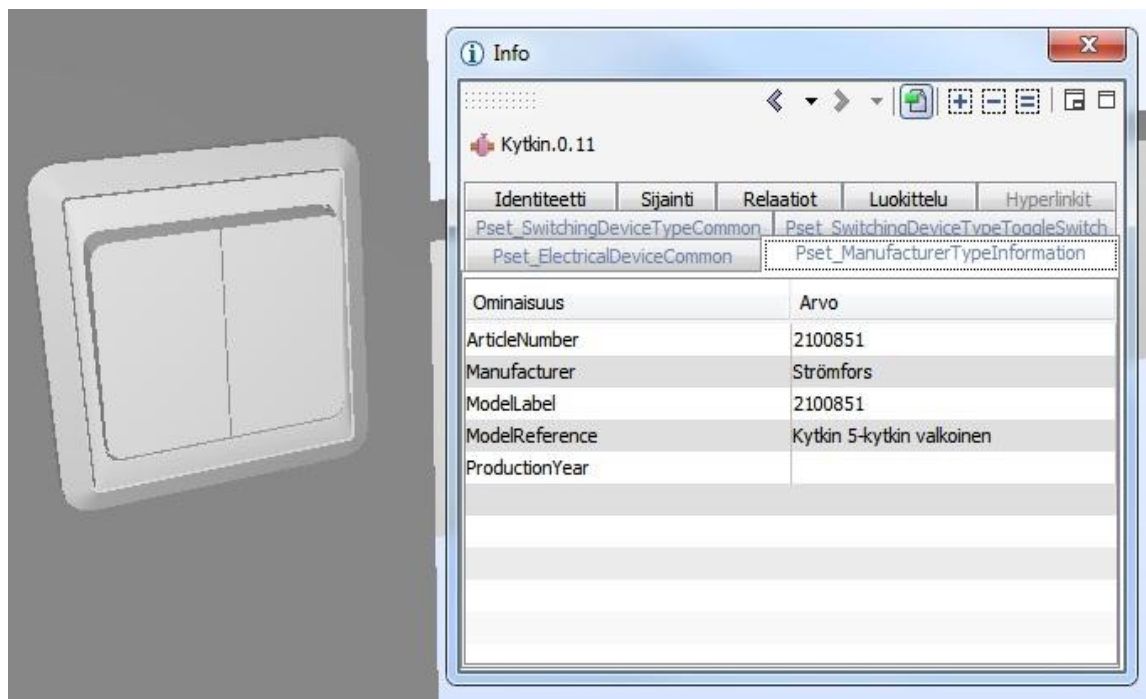 Info
Kytkin.0.11
Identiteetti Sijainti Relaatiot Luokittelu Hyperlinkit
Pset_SwitchingDeviceTypeCommon Pset_SwitchingDeviceTypeToggleSwitch
Pset_ElectricalDeviceCommon Pset_ManufacturerTypeInformation
Ominaisuus Arvo
ArticleNumber 2100851
Manufacturer Strömfors
ModelLabel 2100851
ModelReference Kytkin 5-kytkin valkoinen
ProductionYear